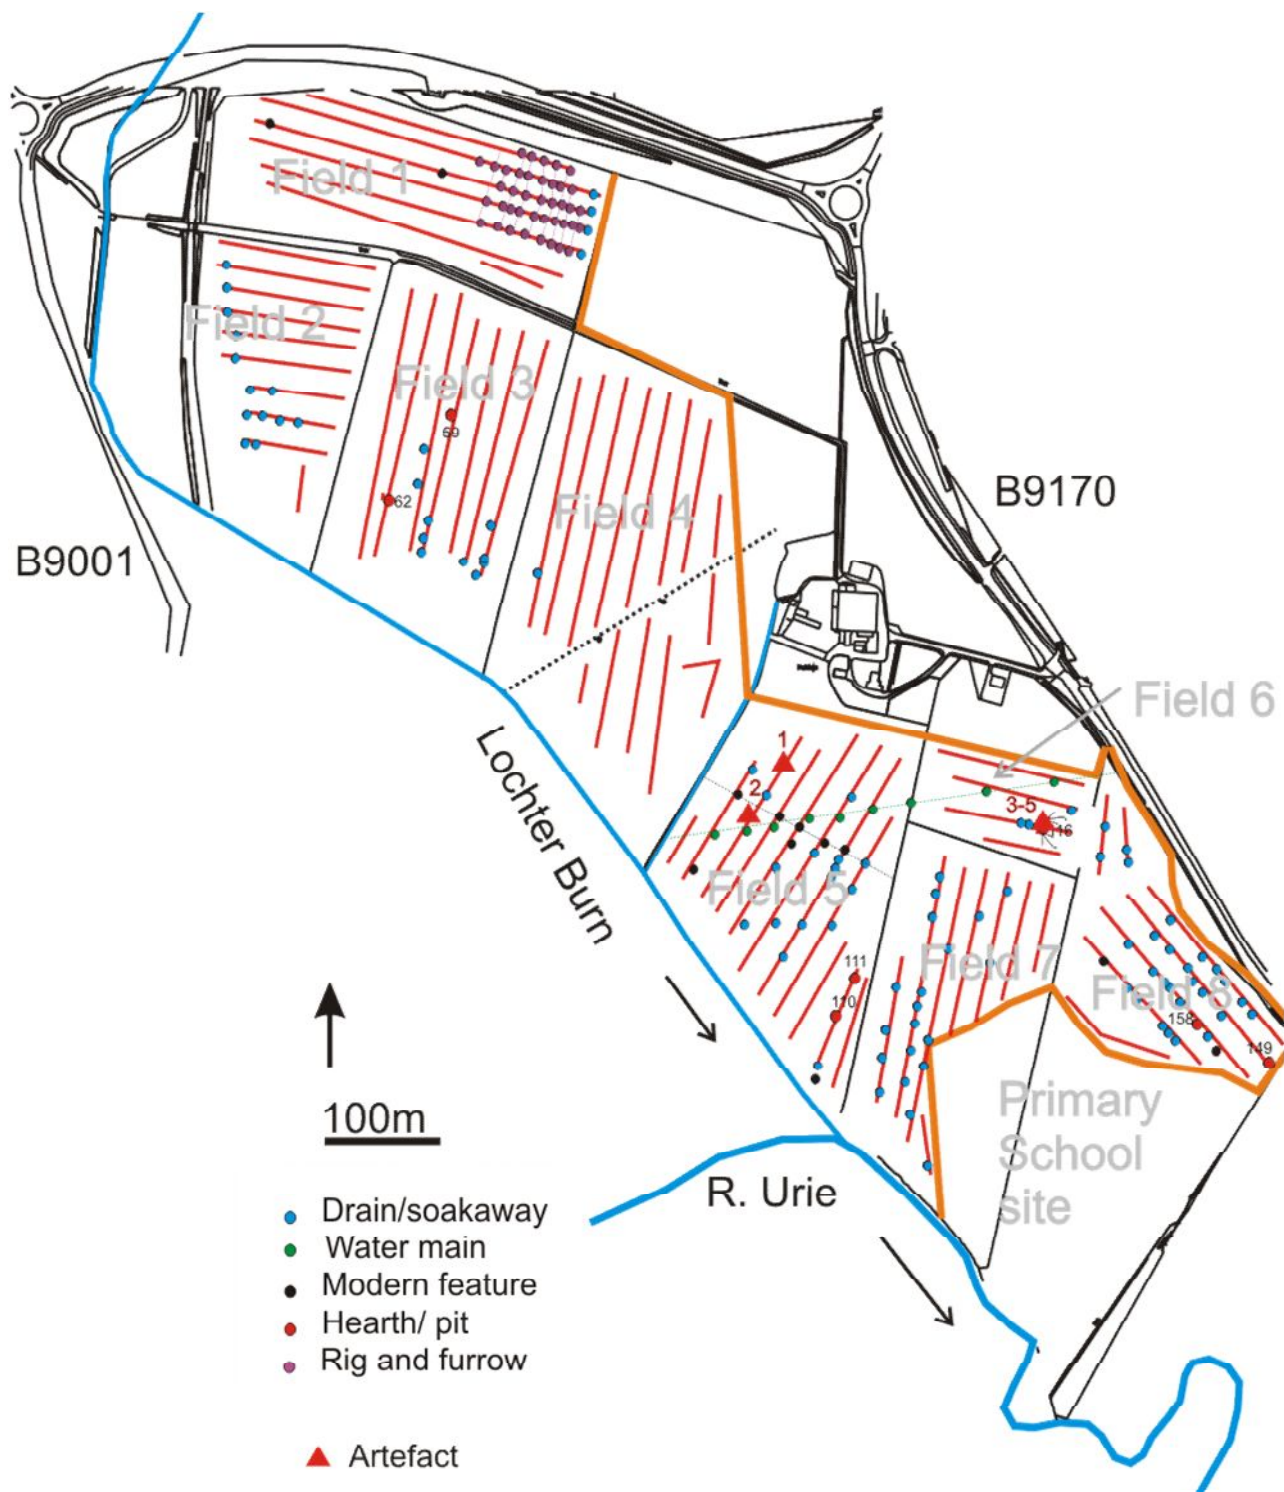 Field 1
Field 2
Field 3
59
62
Field 4
B9001
B9170
Field 6
1
2
3-5
Lochter Burn
Field 5
111
110
Field 7
Field 8
158
149
100m
Primary
School
site
R. Urie
Drain/soakaway
Water main
Modern feature
Hearth/ pit
Rig and furrow
Artefact